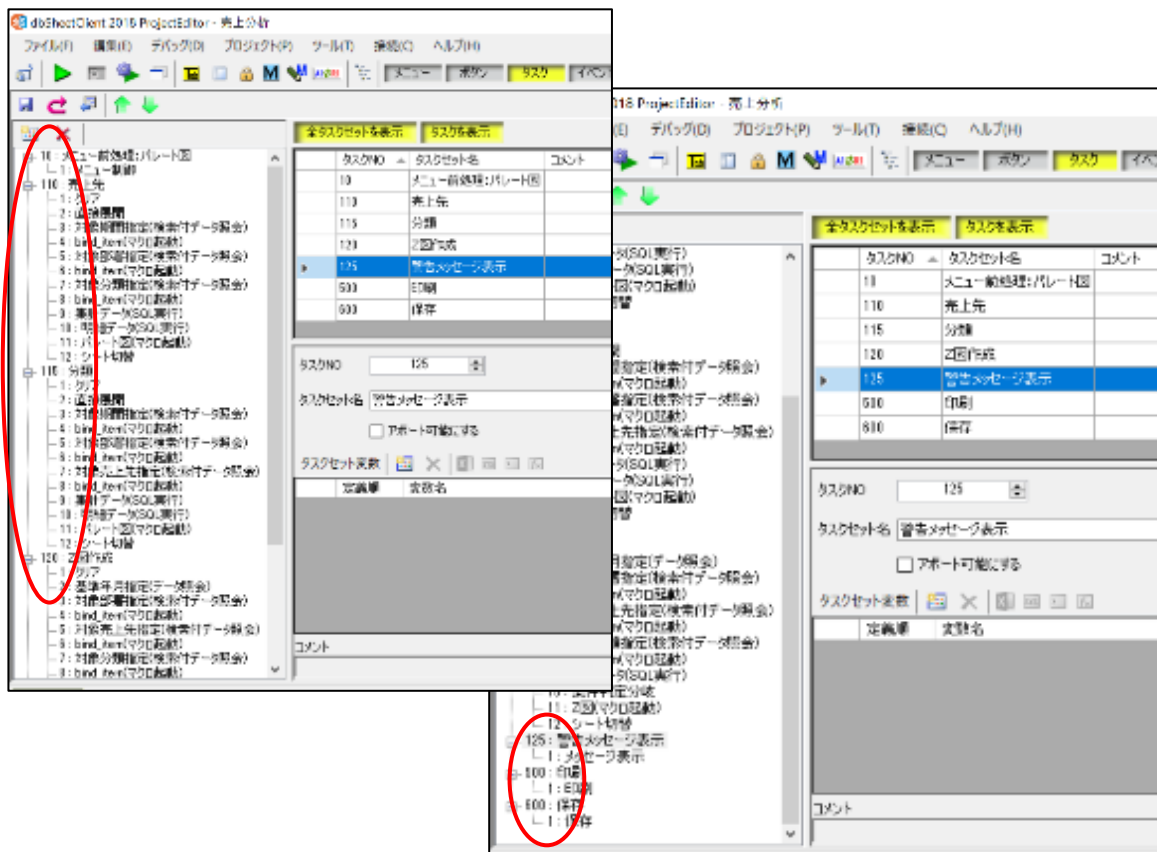 dbSheetClient 2018 ProjectEditor - 売上分析
ファイル(F) 編集(E) デバッグ(D) プロジェクト(P) ツール(T) 接続(C) ヘルプ(H)
メニュー ボタン タスク イベン
全タスクセットを表示 タスクを表示
タスクNO タスクセット名 コメント
10 メニュー前処理:パレート図
110 売上先
115 分類
120 Z図作成
125 警告メッセージ表示
500 印刷
600 保存
タスクNO 125
タスクセット名 警告メッセージ表示
アボート可能にする
タスクセット変数
定義順 変数名
コメント
10 : メニュー前処理:パレート図
1 : メニュー制御
110 : 売上先
1 : クリア
2 : 直接展開
3 : 対象期間指定(検索付データ照会)
4 : bind_item(マクロ起動)
5 : 対象部署指定(検索付データ照会)
6 : bind_item(マクロ起動)
7 : 対象分類指定(検索付データ照会)
8 : bind_item(マクロ起動)
9 : 集計データ(SQL実行)
10 : 明細データ(SQL実行)
11 : パレート図(マクロ起動)
12 : シート切替
115 : 分類
1 : クリア
2 : 直接展開
3 : 対象期間指定(検索付データ照会)
4 : bind_item(マクロ起動)
5 : 対象部署指定(検索付データ照会)
6 : bind_item(マクロ起動)
7 : 対象売上先指定(検索付データ照会)
8 : bind_item(マクロ起動)
9 : 集計データ(SQL実行)
10 : 明細データ(SQL実行)
11 : パレート図(マクロ起動)
12 : シート切替
120 : Z図作成
1 : クリア
2 : 基準年月指定(データ照会)
3 : 対象部署指定(検索付データ照会)
4 : bind_item(マクロ起動)
5 : 対象売上先指定(検索付データ照会)
6 : bind_item(マクロ起動)
7 : 対象分類指定(検索付データ照会)
8 : bind_item(マクロ起動)
018 ProjectEditor - 売上分析
(E) デバッグ(D) プロジェクト(P) ツール(T) 接続(C) ヘルプ(H)
メニュー ボタン タスク イベン
全タスクセットを表示 タスクを表示
タスクNO タスクセット名 コメント
10 メニュー前処理:パレート図
110 売上先
115 分類
120 Z図作成
125 警告メッセージ表示
500 印刷
600 保存
タスクNO 125
タスクセット名 警告メッセージ表示
アボート可能にする
タスクセット変数
定義順 変数名
コメント
11 : Z図(マクロ起動)
12 : シート切替
125 : 警告メッセージ表示
1 : メッセージ表示
500 : 印刷
1 : 印刷
600 : 保存
1 : 保存